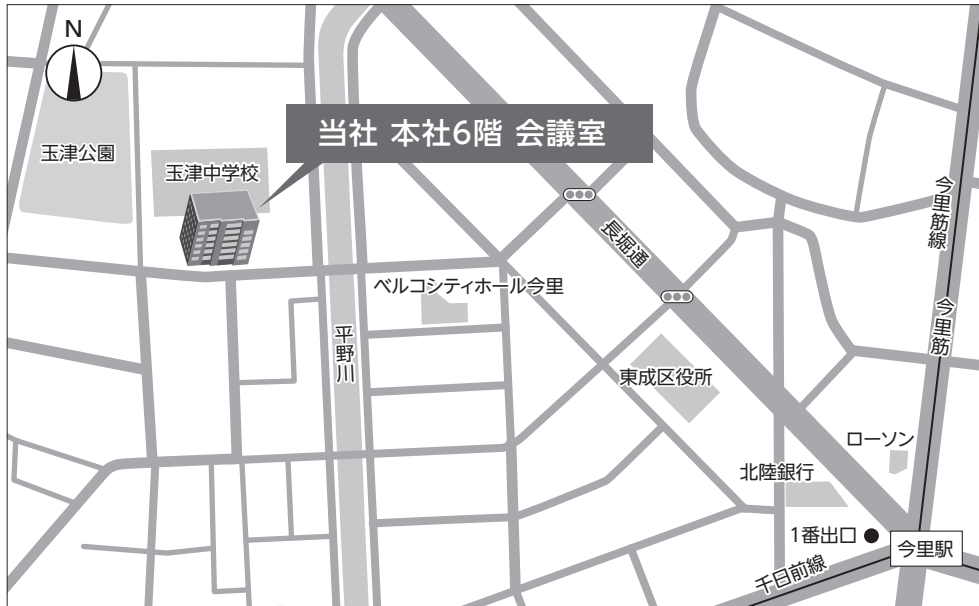 N
当社 本社6階 会議室
玉津公園
玉津中学校
長堀通
今里筋線
ベルコシティホール今里
平野川
今里筋
東成区役所
ローソン
北陸銀行
1番出口
今里駅
千日前線